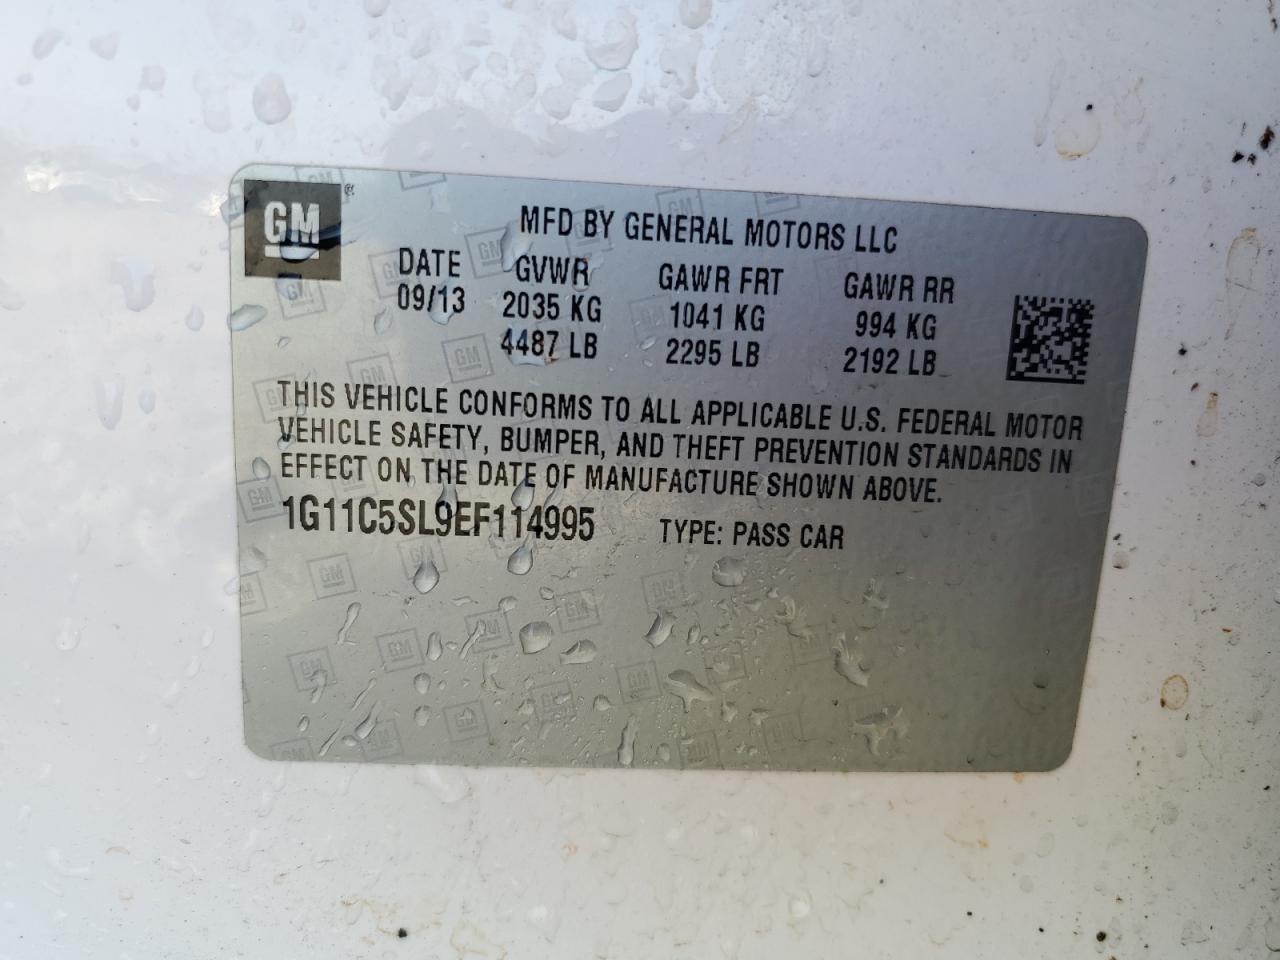 GM®
MFD BY GENERAL MOTORS LLC
DATE GVWR GAWR FRT GAWR RR
09/13 2035 KG 1041 KG 994 KG
4487 LB 2295 LB 2192 LB
THIS VEHICLE CONFORMS TO ALL APPLICABLE U.S. FEDERAL MOTOR
VEHICLE SAFETY, BUMPER, AND THEFT PREVENTION STANDARDS IN
EFFECT ON THE DATE OF MANUFACTURE SHOWN ABOVE.
1G11C5SL9EF114995 TYPE: PASS CAR